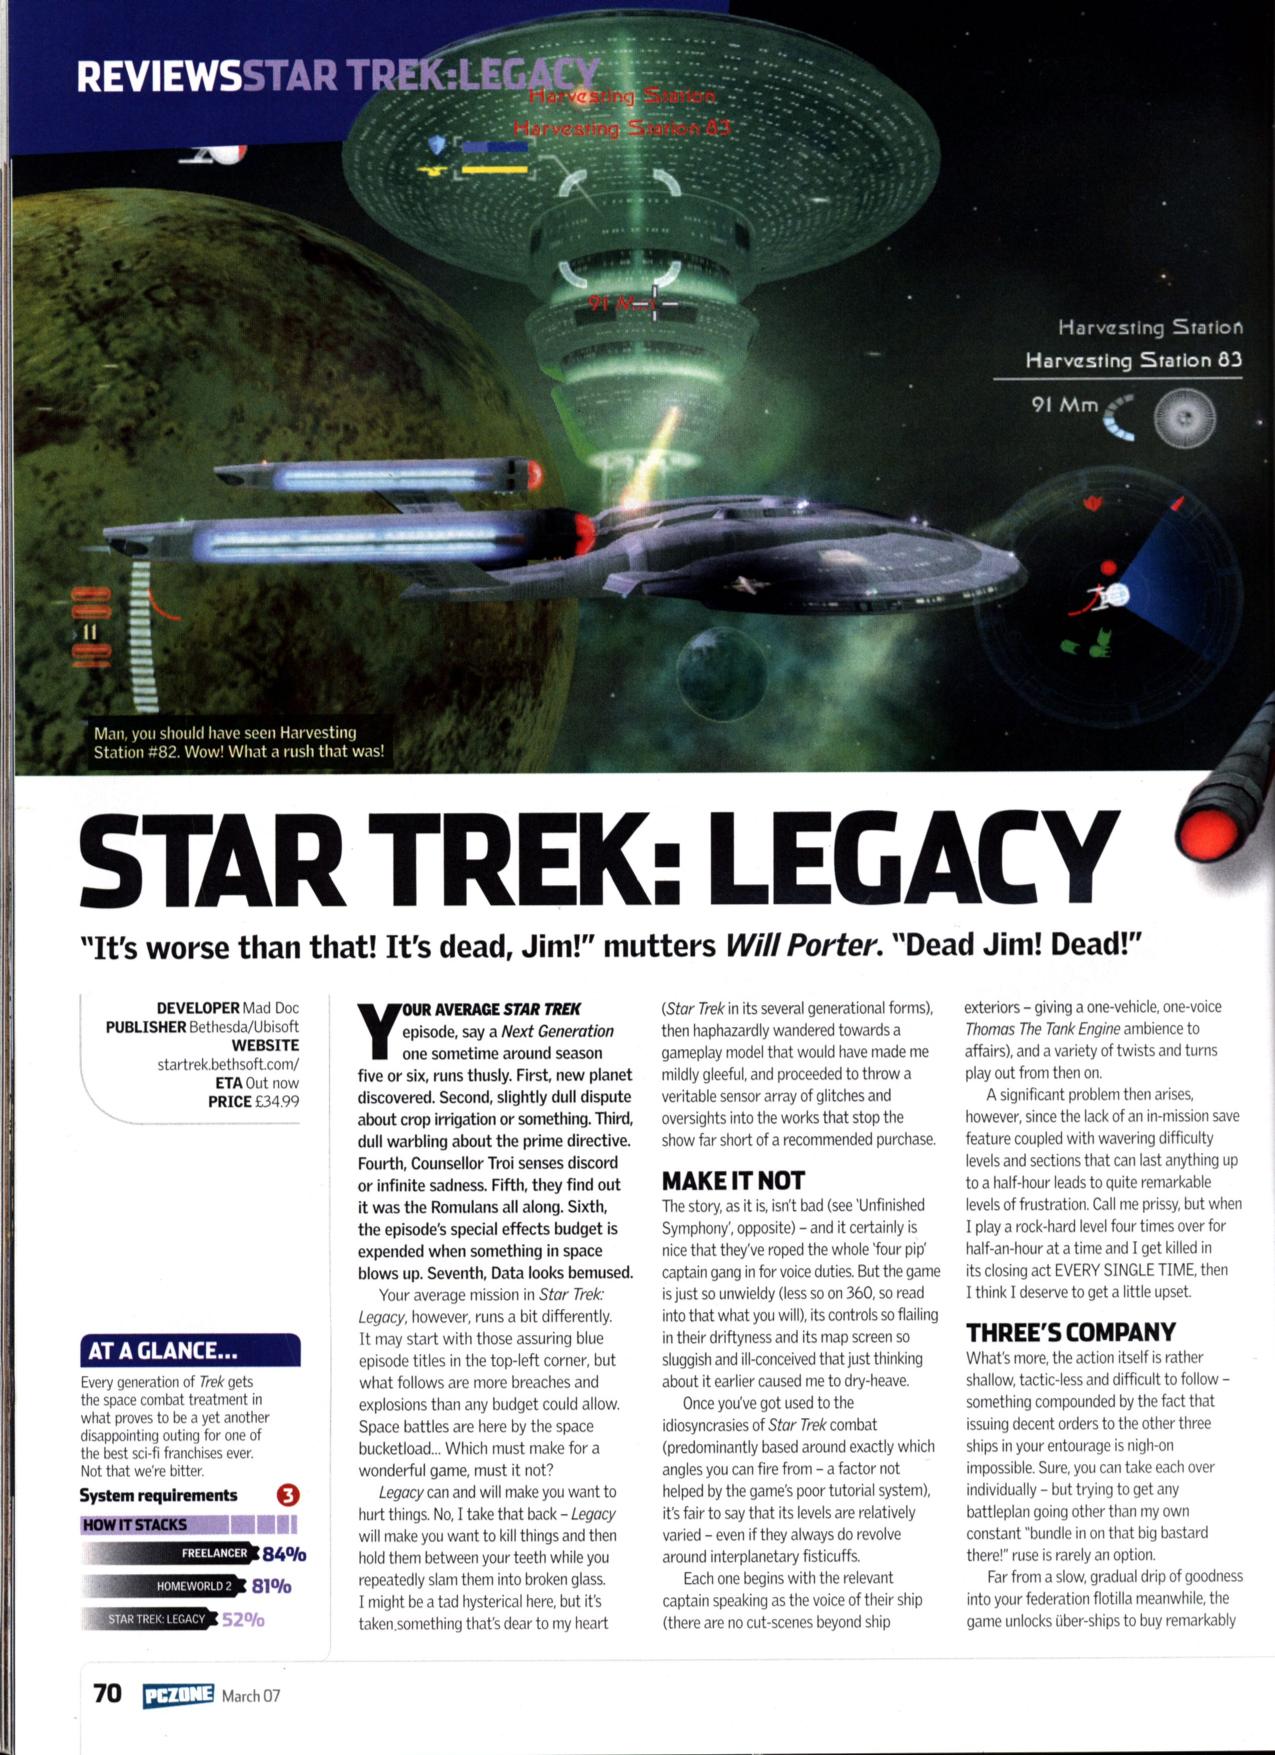 REVIEWSSTAR TREK:LEGACY
Harvesting Station
Harvesting Station 83
91 Mm
Harvesting Station
Harvesting Station 83
91 Mm
11
Man, you should have seen Harvesting
Station #82. Wow! What a rush that was!
STAR TREK: LEGACY
“It’s worse than that! It’s dead, Jim!” mutters Will Porter. “Dead Jim! Dead!”
DEVELOPER Mad Doc
PUBLISHER Bethesda/Ubisoft
WEBSITE
startrek.bethsoft.com/
ETA Out now
PRICE £34.99
AT A GLANCE...
Every generation of Trek gets
the space combat treatment in
what proves to be a yet another
disappointing outing for one of
the best sci-fi franchises ever.
Not that we’re bitter.
System requirements 3
HOW IT STACKS
FREELANCER 84%
HOMEWORLD 2 81%
STAR TREK: LEGACY 52%
YOUR AVERAGE STAR TREK
episode, say a Next Generation
one sometime around season
five or six, runs thusly. First, new planet
discovered. Second, slightly dull dispute
about crop irrigation or something. Third,
dull warbling about the prime directive.
Fourth, Counsellor Troi senses discord
or infinite sadness. Fifth, they find out
it was the Romulans all along. Sixth,
the episode’s special effects budget is
expended when something in space
blows up. Seventh, Data looks bemused.
Your average mission in Star Trek:
Legacy, however, runs a bit differently.
It may start with those assuring blue
episode titles in the top-left corner, but
what follows are more breaches and
explosions than any budget could allow.
Space battles are here by the space
bucketload... Which must make for a
wonderful game, must it not?
Legacy can and will make you want to
hurt things. No, I take that back – Legacy
will make you want to kill things and then
hold them between your teeth while you
repeatedly slam them into broken glass.
I might be a tad hysterical here, but it’s
taken something that’s dear to my heart
(Star Trek in its several generational forms),
then haphazardly wandered towards a
gameplay model that would have made me
mildly gleeful, and proceeded to throw a
veritable sensor array of glitches and
oversights into the works that stop the
show far short of a recommended purchase.
MAKE IT NOT
The story, as it is, isn’t bad (see ‘Unfinished
Symphony’, opposite) – and it certainly is
nice that they’ve roped the whole ‘four pip’
captain gang in for voice duties. But the game
is just so unwieldy (less so on 360, so read
into that what you will), its controls so flailing
in their driftyness and its map screen so
sluggish and ill-conceived that just thinking
about it earlier caused me to dry-heave.
Once you’ve got used to the
idiosyncrasies of Star Trek combat
(predominantly based around exactly which
angles you can fire from – a factor not
helped by the game’s poor tutorial system),
it’s fair to say that its levels are relatively
varied – even if they always do revolve
around interplanetary fisticuffs.
Each one begins with the relevant
captain speaking as the voice of their ship
(there are no cut-scenes beyond ship
exteriors – giving a one-vehicle, one-voice
Thomas The Tank Engine ambience to
affairs), and a variety of twists and turns
play out from then on.
A significant problem then arises,
however, since the lack of an in-mission save
feature coupled with wavering difficulty
levels and sections that can last anything up
to a half-hour leads to quite remarkable
levels of frustration. Call me prissy, but when
I play a rock-hard level four times over for
half-an-hour at a time and I get killed in
its closing act EVERY SINGLE TIME, then
I think I deserve to get a little upset.
THREE’S COMPANY
What’s more, the action itself is rather
shallow, tactic-less and difficult to follow –
something compounded by the fact that
issuing decent orders to the other three
ships in your entourage is nigh-on
impossible. Sure, you can take each over
individually – but trying to get any
battleplan going other than my own
constant “bundle in on that big bastard
there!” ruse is rarely an option.
Far from a slow, gradual drip of goodness
into your federation flotilla meanwhile, the
game unlocks über-ships to buy remarkably
70 PCZONE March 07